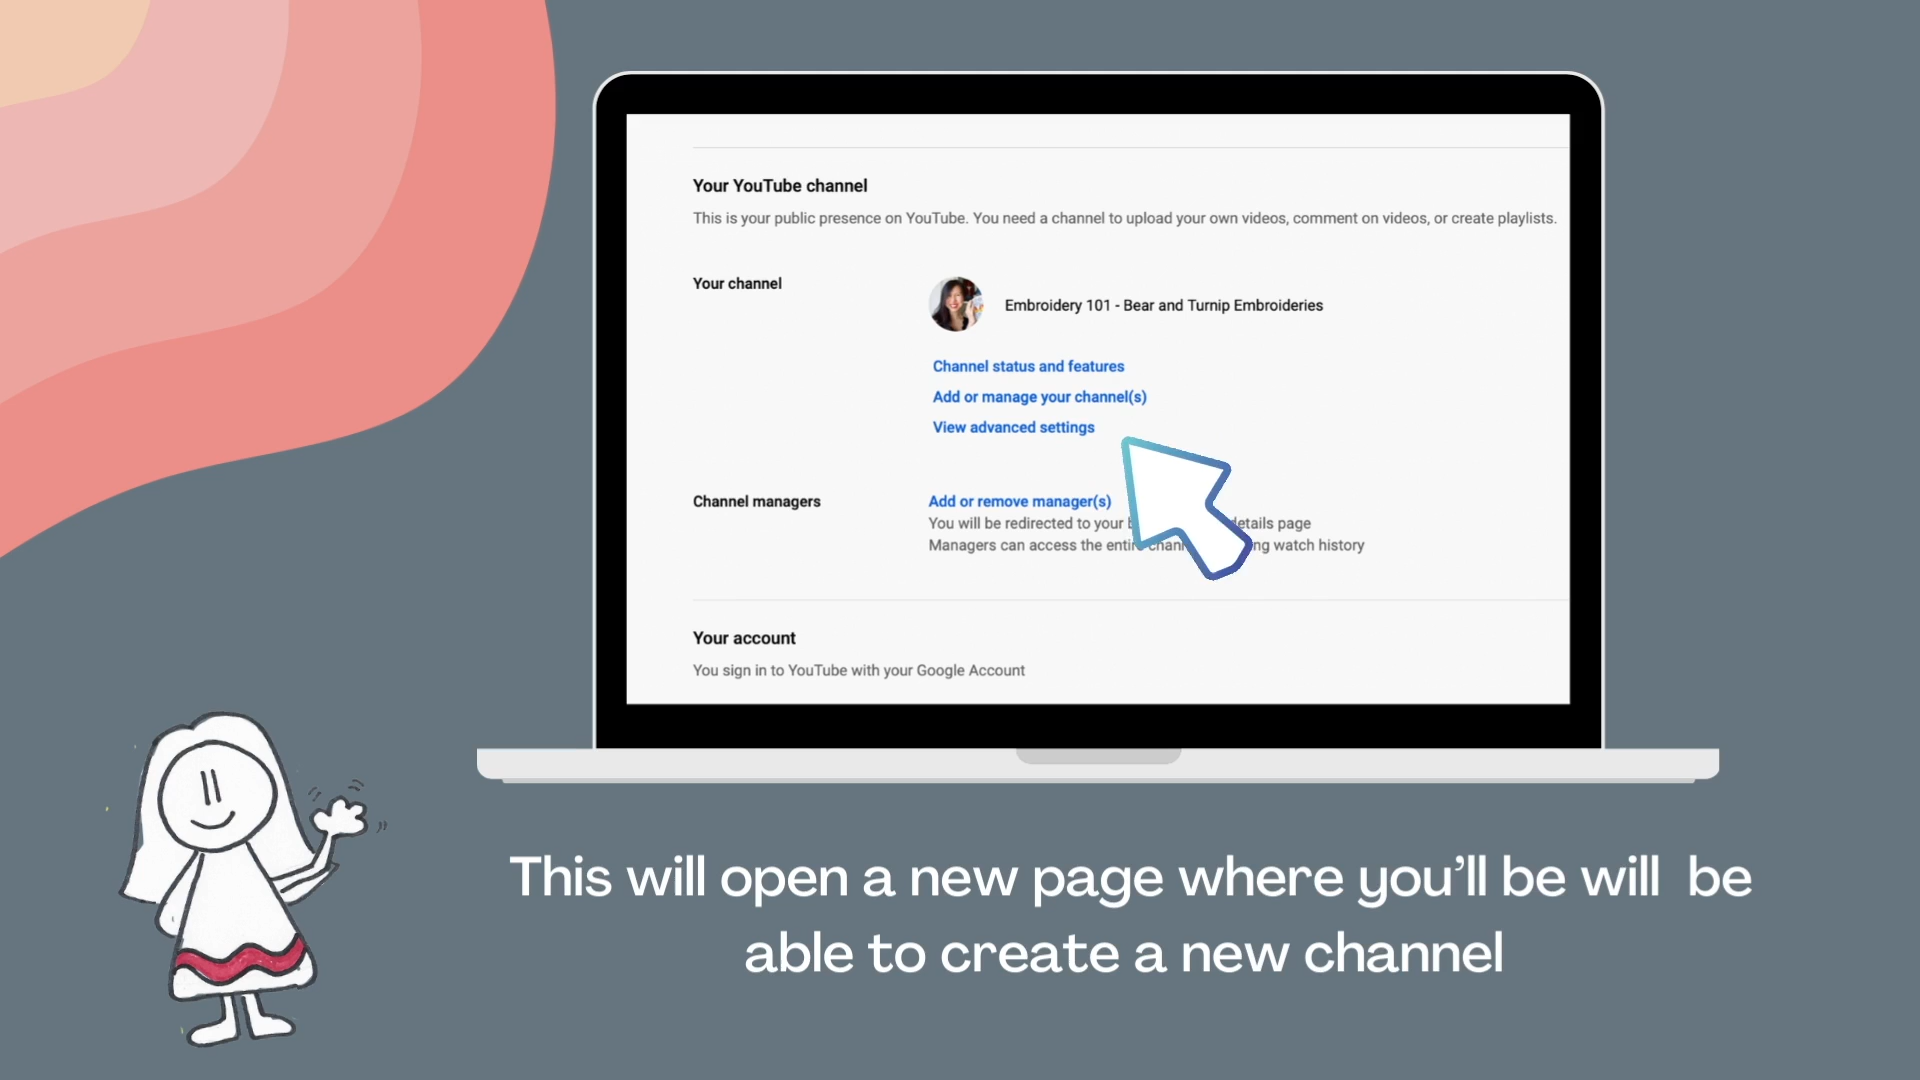 Your YouTube channel
This is your public presence on YouTube. You need a channel to upload your own videos, comment on videos, or create playlists.
Your channel
Embroidery 101 - Bear and Turnip Embroideries
Channel status and features
Add or manage your channel(s)
View advanced settings
Channel managers
Add or remove manager(s)
You will be redirected to your details page
Managers can access the entire watch history
Your account
You sign in to YouTube with your Google Account
This will open a new page where you’ll be will be
able to create a new channel